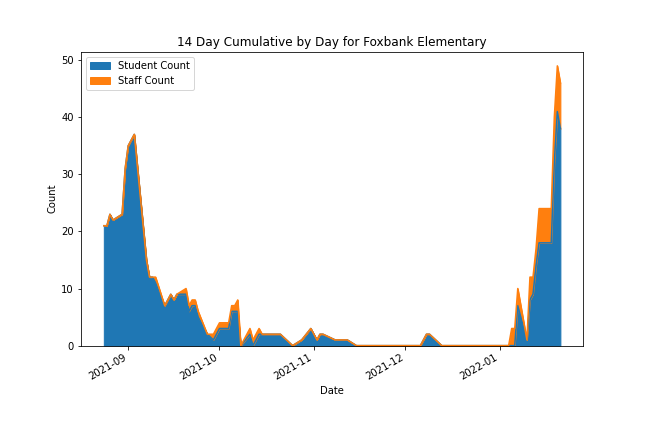 14 Day Cumulative by Day for Foxbank Elementary
Student Count
Staff Count
50
40
30
20
10
0
Count
2021-09
2021-10
2021-11
2021-12
2022-01
Date